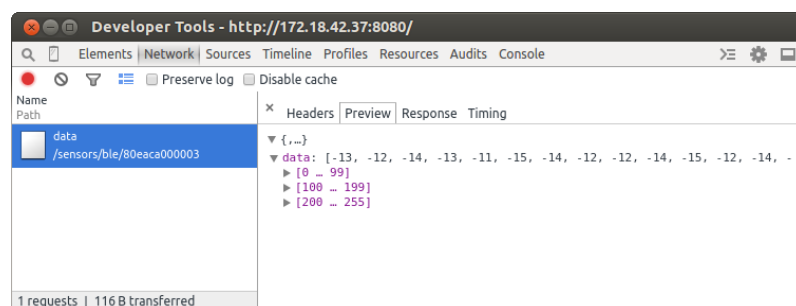 Developer Tools - http://172.18.42.37:8080/
Elements Network Sources Timeline Profiles Resources Audits Console
Preserve log Disable cache
Name
Path
data
/sensors/ble/80eaca000003
1 requests | 116 B transferred
× Headers Preview Response Timing
▼{,…}
▼data: [-13, -12, -14, -13, -11, -15, -14, -12, -12, -14, -15, -12, -14, -
▶[0 … 99]
▶[100 … 199]
▶[200 … 255]